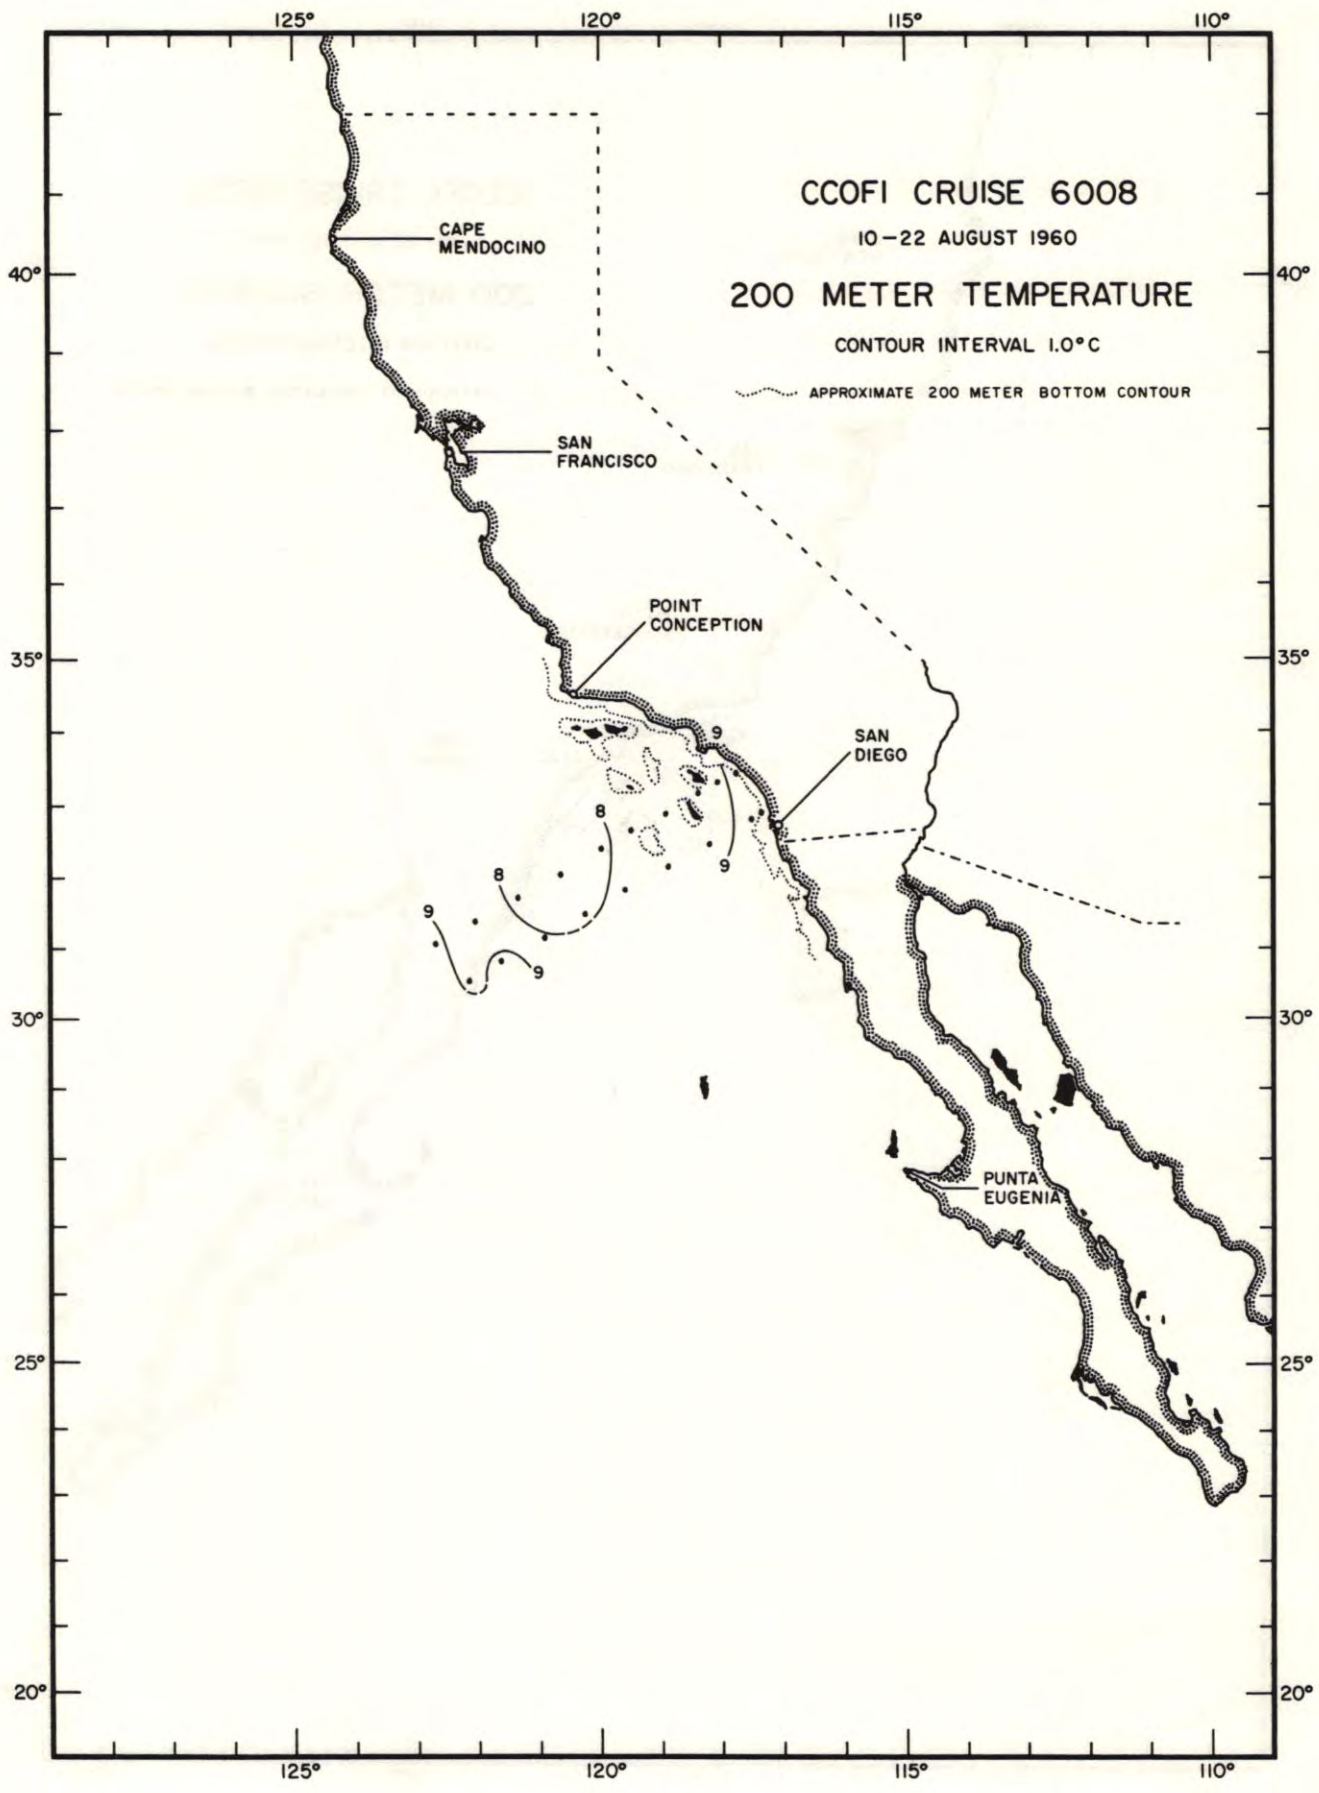 125° 120° 115° 110°
CCOFI CRUISE 6008
10-22 AUGUST 1960
CAPE
MENDOCINO
40° 40°
200 METER TEMPERATURE
CONTOUR INTERVAL 1.0°C
APPROXIMATE 200 METER BOTTOM CONTOUR
SAN
FRANCISCO
POINT
CONCEPTION
35° 35°
9
SAN
DIEGO
8
9
8
9
9
30° 30°
PUNTA
EUGENIA
25° 25°
20° 20°
125° 120° 115° 110°